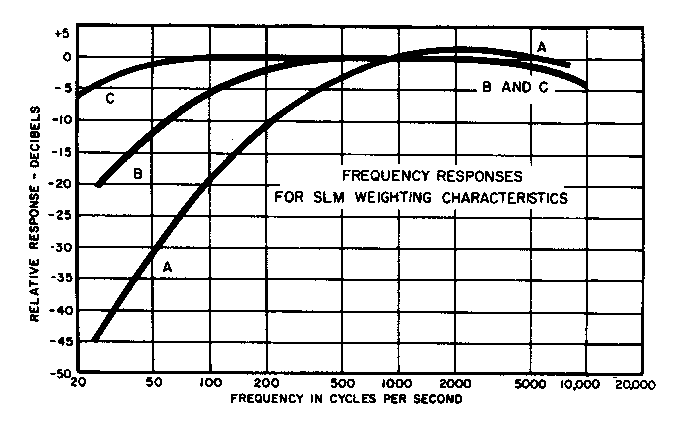 RELATIVE RESPONSE - DECIBELS
+5
0
-5
-10
-15
-20
-25
-30
-35
-40
-45
-50
A
B AND C
C
B
A
FREQUENCY RESPONSES
FOR SLM WEIGHTING CHARACTERISTICS
20 50 100 200 500 1000 2000 5000 10,000 20,000
FREQUENCY IN CYCLES PER SECOND